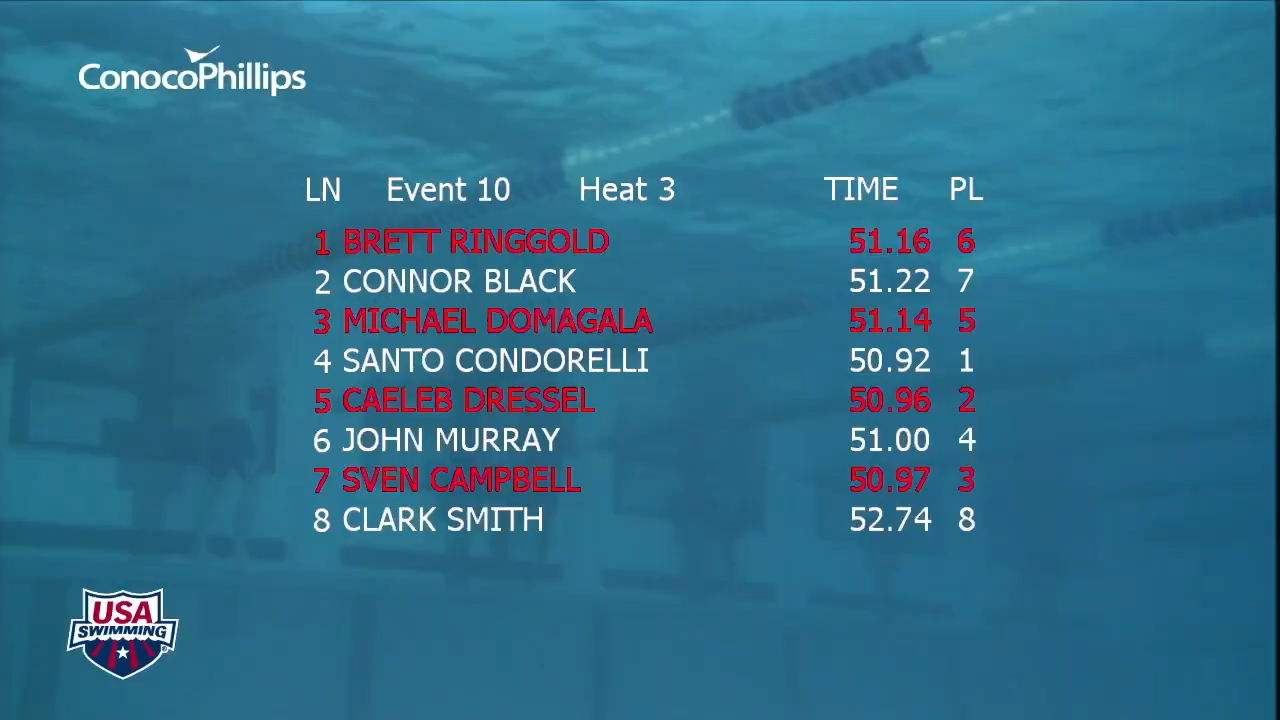 ConocoPhillips
LN Event 10 Heat 3 TIME PL
1 BRETT RINGGOLD 51.16 6
2 CONNOR BLACK 51.22 7
3 MICHAEL DOMAGALA 51.14 5
4 SANTO CONDORELLI 50.92 1
5 CAELEB DRESSEL 50.96 2
6 JOHN MURRAY 51.00 4
7 SVEN CAMPBELL 50.97 3
8 CLARK SMITH 52.74 8
USA
SWIMMING